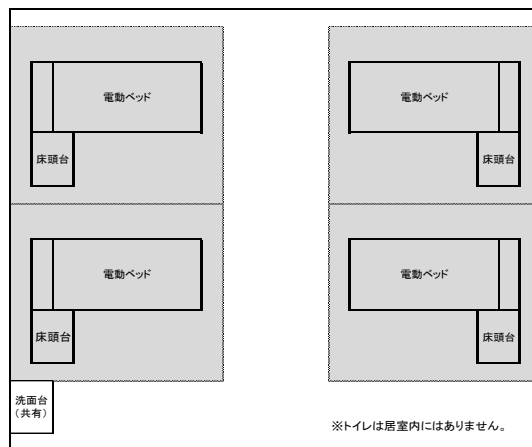 電動ベッド
電動ベッド
床頭台
床頭台
電動ベッド
電動ベッド
床頭台
床頭台
洗面台
（共有）
※トイレは居室内にはありません。